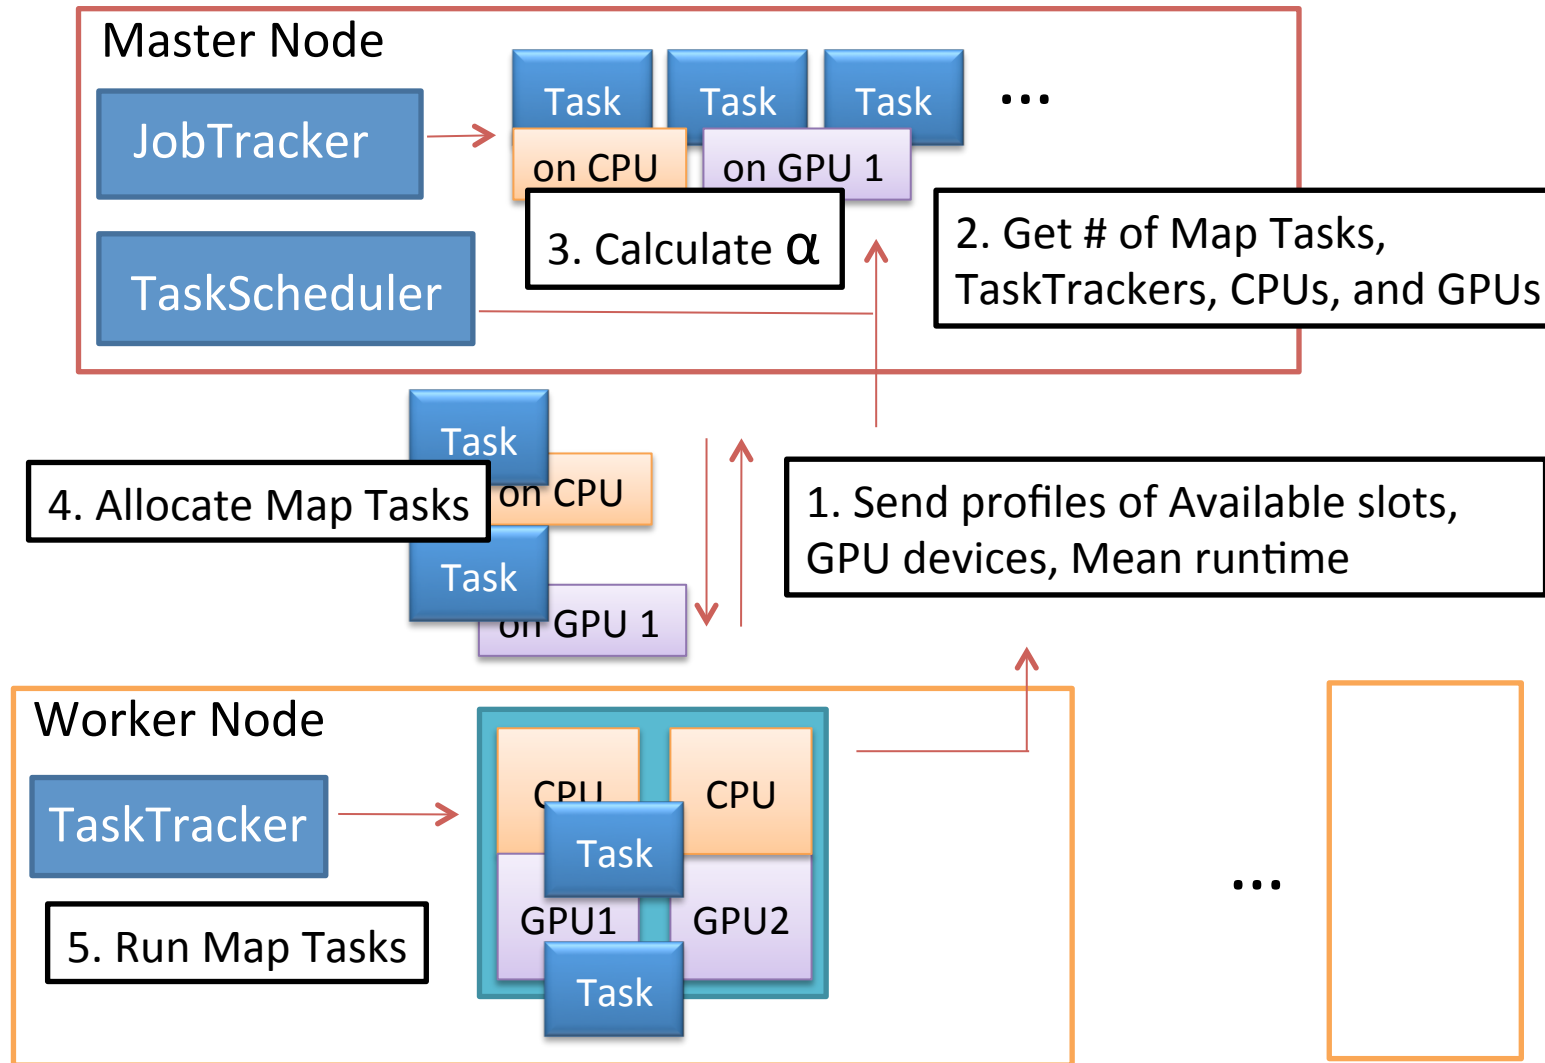 Master Node
JobTracker
Task
Task
Task
...
on CPU
on GPU 1
3. Calculate α
2. Get # of Map Tasks,
TaskTrackers, CPUs, and GPUs
TaskScheduler
Task
on CPU
4. Allocate Map Tasks
Task
on GPU 1
1. Send profiles of Available slots,
GPU devices, Mean runtime
Worker Node
TaskTracker
CPU
CPU
Task
GPU1
GPU2
Task
5. Run Map Tasks
...